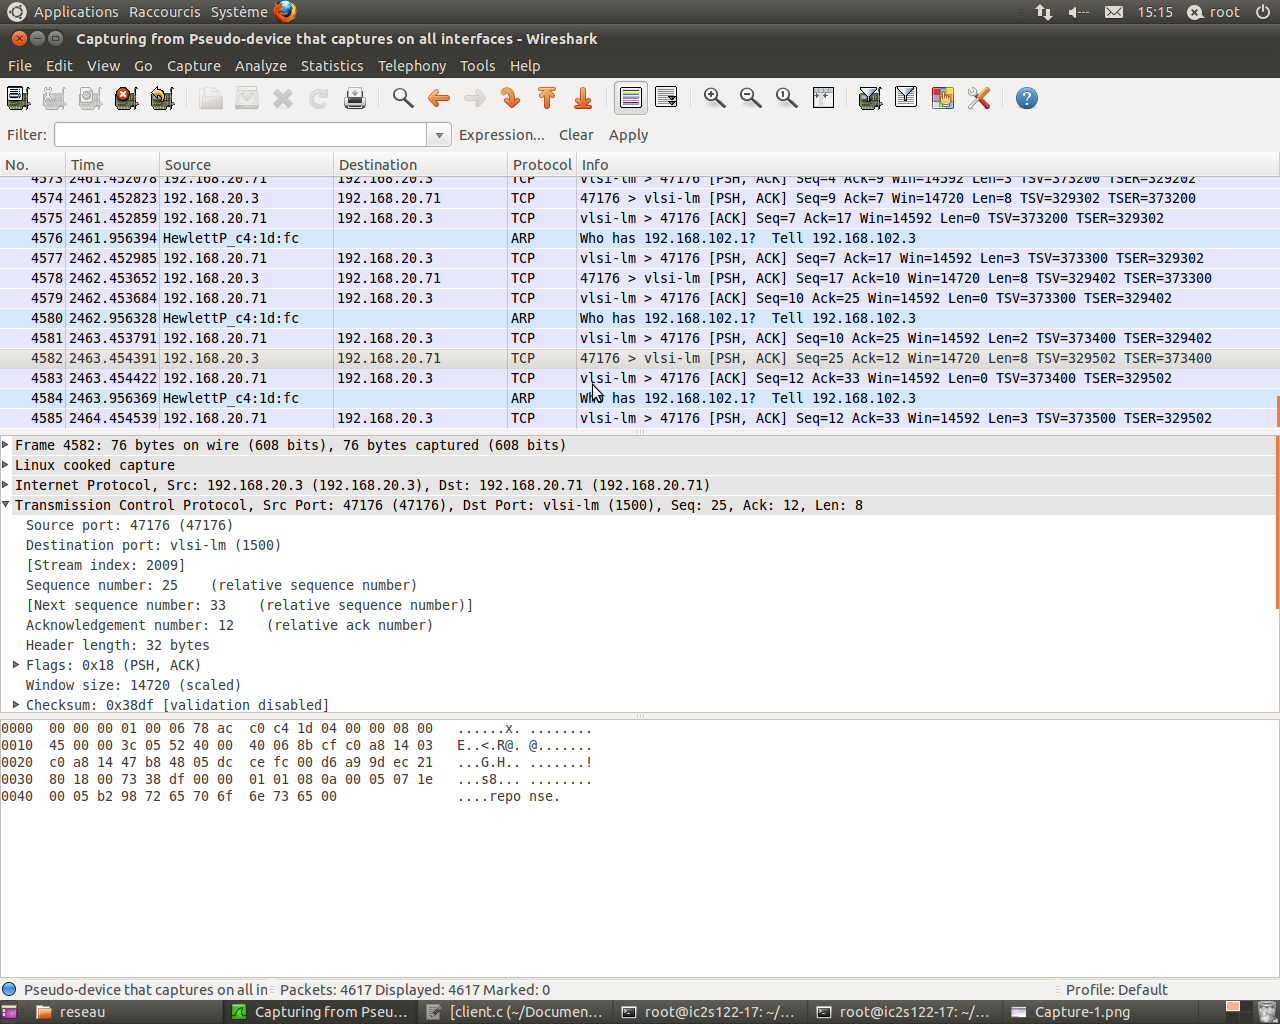 Applications Raccourcis Système 15:15 root
Capturing from Pseudo-device that captures on all interfaces - Wireshark
File Edit View Go Capture Analyze Statistics Telephony Tools Help
Filter: Expression... Clear Apply
No. Time Source Destination Protocol Info
4573 2461.452078 192.168.20.71 192.168.20.3 TCP vlsi-lm > 47176 [PSH, ACK] Seq=4 Ack=9 Win=14592 Len=3 TSV=373200 TSER=329202
4574 2461.452823 192.168.20.3 192.168.20.71 TCP 47176 > vlsi-lm [PSH, ACK] Seq=9 Ack=7 Win=14720 Len=8 TSV=329302 TSER=373200
4575 2461.452859 192.168.20.71 192.168.20.3 TCP vlsi-lm > 47176 [ACK] Seq=7 Ack=17 Win=14592 Len=0 TSV=373200 TSER=329302
4576 2461.956394 HewlettP_c4:1d:fc ARP Who has 192.168.102.1? Tell 192.168.102.3
4577 2462.452985 192.168.20.71 192.168.20.3 TCP vlsi-lm > 47176 [PSH, ACK] Seq=7 Ack=17 Win=14592 Len=3 TSV=373300 TSER=329302
4578 2462.453652 192.168.20.3 192.168.20.71 TCP 47176 > vlsi-lm [PSH, ACK] Seq=17 Ack=10 Win=14720 Len=8 TSV=329402 TSER=373300
4579 2462.453684 192.168.20.71 192.168.20.3 TCP vlsi-lm > 47176 [ACK] Seq=10 Ack=25 Win=14592 Len=0 TSV=373300 TSER=329402
4580 2462.956328 HewlettP_c4:1d:fc ARP Who has 192.168.102.1? Tell 192.168.102.3
4581 2463.453791 192.168.20.71 192.168.20.3 TCP vlsi-lm > 47176 [PSH, ACK] Seq=10 Ack=25 Win=14592 Len=2 TSV=373400 TSER=329402
4582 2463.454391 192.168.20.3 192.168.20.71 TCP 47176 > vlsi-lm [PSH, ACK] Seq=25 Ack=12 Win=14720 Len=8 TSV=329502 TSER=373400
4583 2463.454422 192.168.20.71 192.168.20.3 TCP vlsi-lm > 47176 [ACK] Seq=12 Ack=33 Win=14592 Len=0 TSV=373400 TSER=329502
4584 2463.956369 HewlettP_c4:1d:fc ARP Who has 192.168.102.1? Tell 192.168.102.3
4585 2464.454539 192.168.20.71 192.168.20.3 TCP vlsi-lm > 47176 [PSH, ACK] Seq=12 Ack=33 Win=14592 Len=3 TSV=373500 TSER=329502
Frame 4582: 76 bytes on wire (608 bits), 76 bytes captured (608 bits)
Linux cooked capture
Internet Protocol, Src: 192.168.20.3 (192.168.20.3), Dst: 192.168.20.71 (192.168.20.71)
Transmission Control Protocol, Src Port: 47176 (47176), Dst Port: vlsi-lm (1500), Seq: 25, Ack: 12, Len: 8
Source port: 47176 (47176)
Destination port: vlsi-lm (1500)
[Stream index: 2009]
Sequence number: 25 (relative sequence number)
[Next sequence number: 33 (relative sequence number)]
Acknowledgement number: 12 (relative ack number)
Header length: 32 bytes
Flags: 0x18 (PSH, ACK)
Window size: 14720 (scaled)
Checksum: 0x38df [validation disabled]
0000 00 00 00 01 00 06 78 ac c0 c4 1d 04 00 00 08 00 ......x. ........
0010 45 00 00 3c 05 52 40 00 40 06 8b cf c0 a8 14 03 E..<.R@. @.......
0020 c0 a8 14 47 b8 48 05 dc ce fc 00 d6 a9 9d ec 21 ...G.H.. .......!
0030 80 18 00 73 38 df 00 00 01 01 08 0a 00 05 07 1e ...s8... ........
0040 00 05 b2 98 72 65 70 6f 6e 73 65 00 ....repo nse.
Pseudo-device that captures on all in Packets: 4617 Displayed: 4617 Marked: 0 Profile: Default
reseau Capturing from Pseu... [client.c (~/Documen... root@ic2s122-17: ~/... root@ic2s122-17: ~/... Capture-1.png